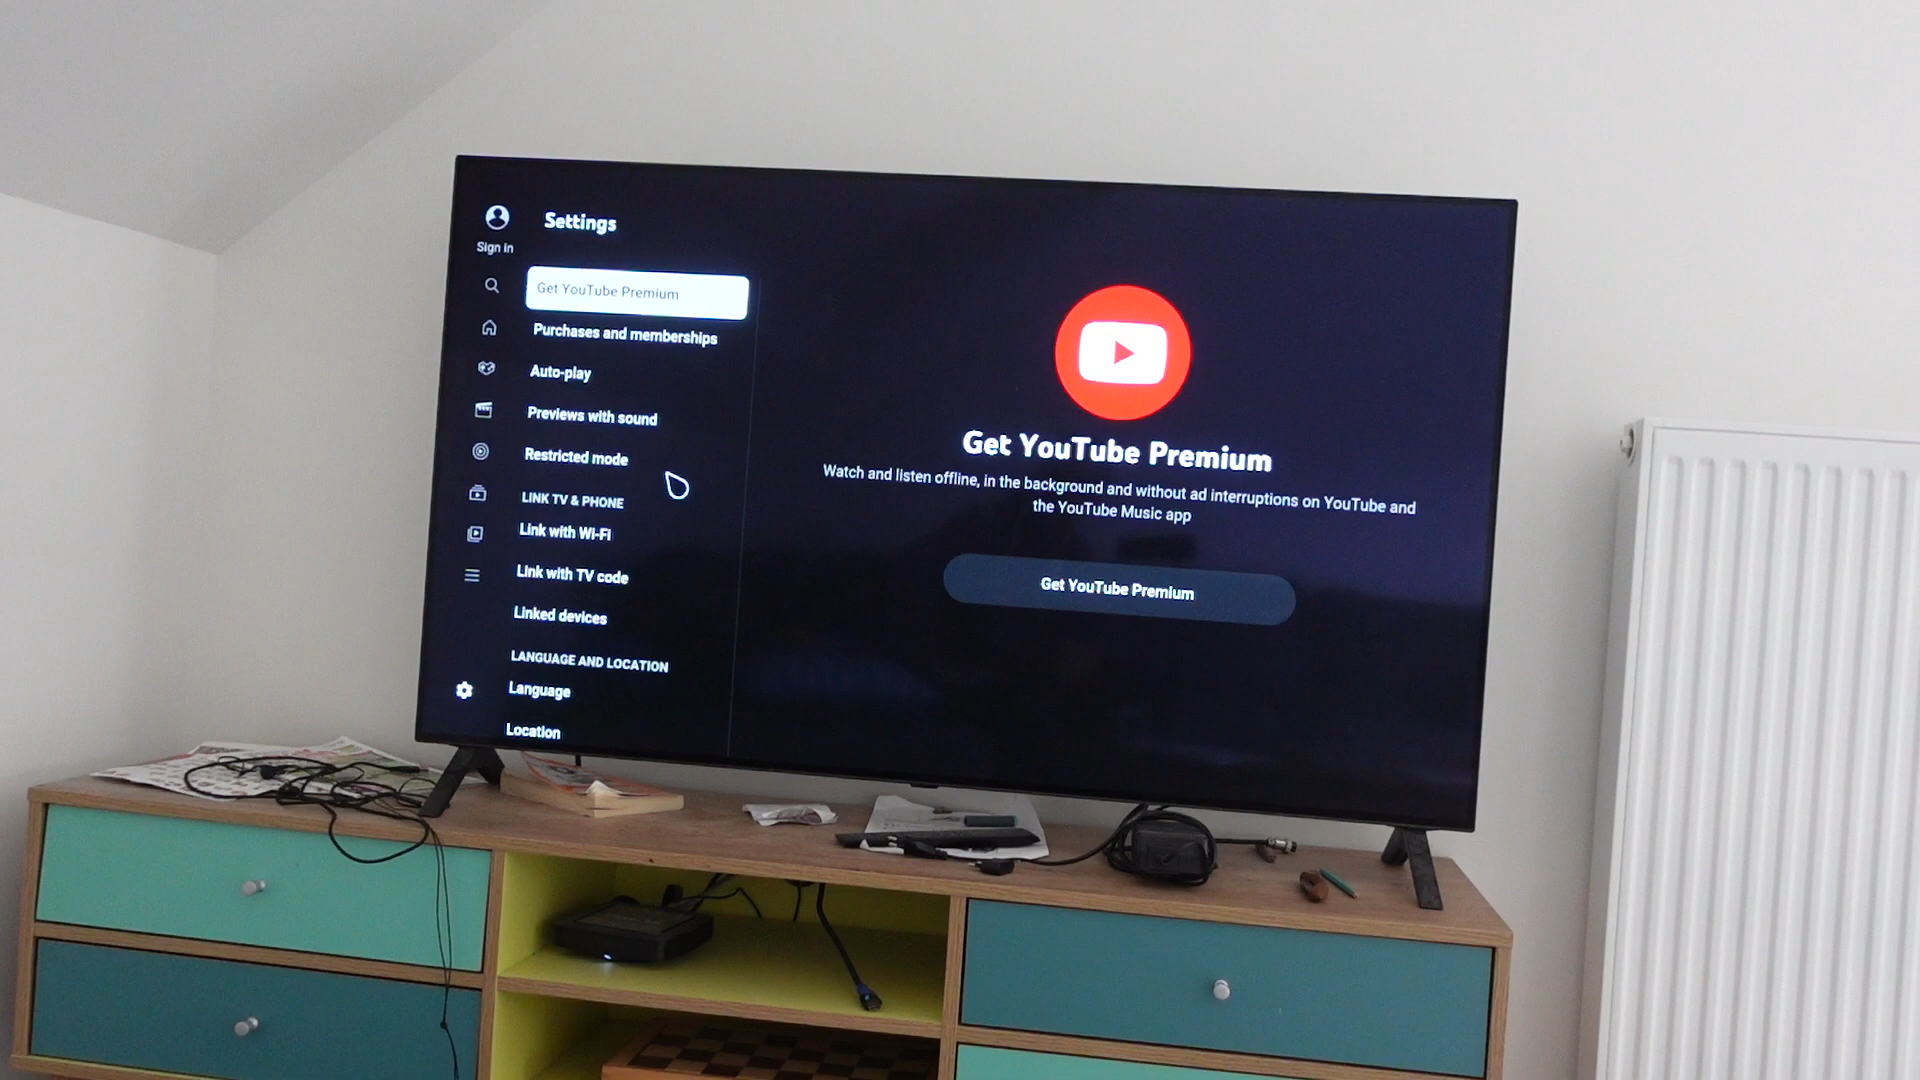 Settings
Sign in
Get YouTube Premium
Purchases and memberships
Auto-play
Previews with sound
Restricted mode
LINK TV & PHONE
Link with Wi-Fi
Link with TV code
Linked devices
LANGUAGE AND LOCATION
Language
Location
Get YouTube Premium
Watch and listen offline, in the background and without ad interruptions on YouTube and
the YouTube Music app
Get YouTube Premium